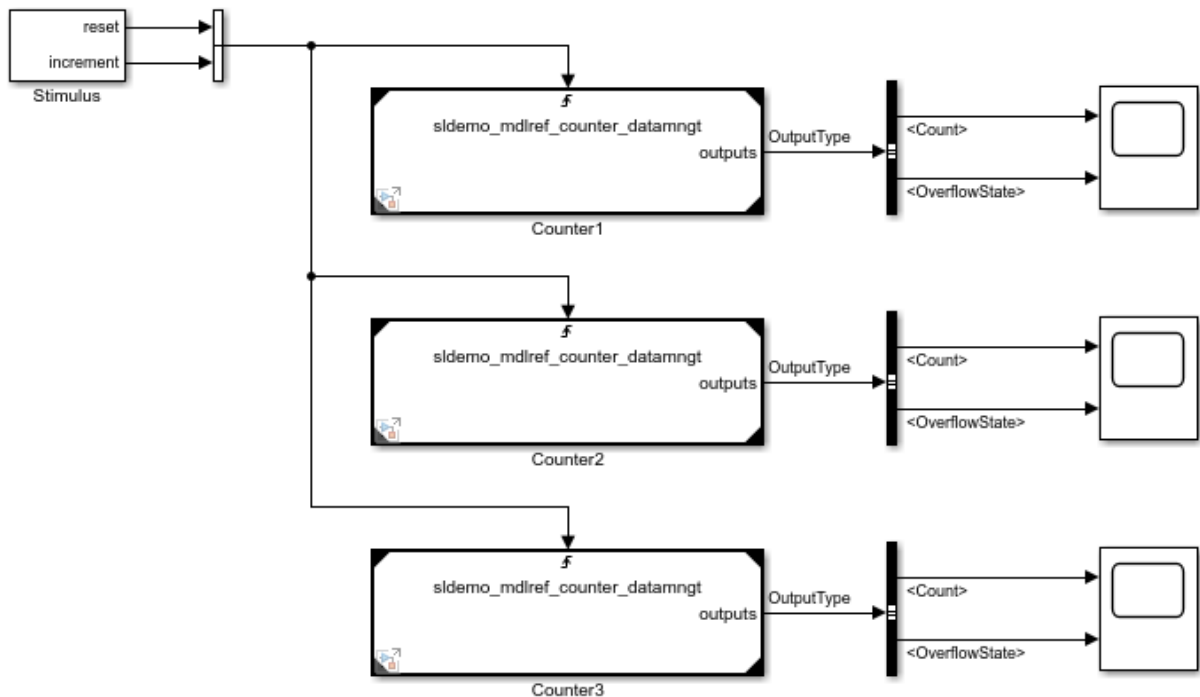 reset
increment
Stimulus
sldemo_mdlref_counter_datamngt
outputs
OutputType
<Count>
<OverflowState>
Counter1
sldemo_mdlref_counter_datamngt
outputs
OutputType
<Count>
<OverflowState>
Counter2
sldemo_mdlref_counter_datamngt
outputs
OutputType
<Count>
<OverflowState>
Counter3